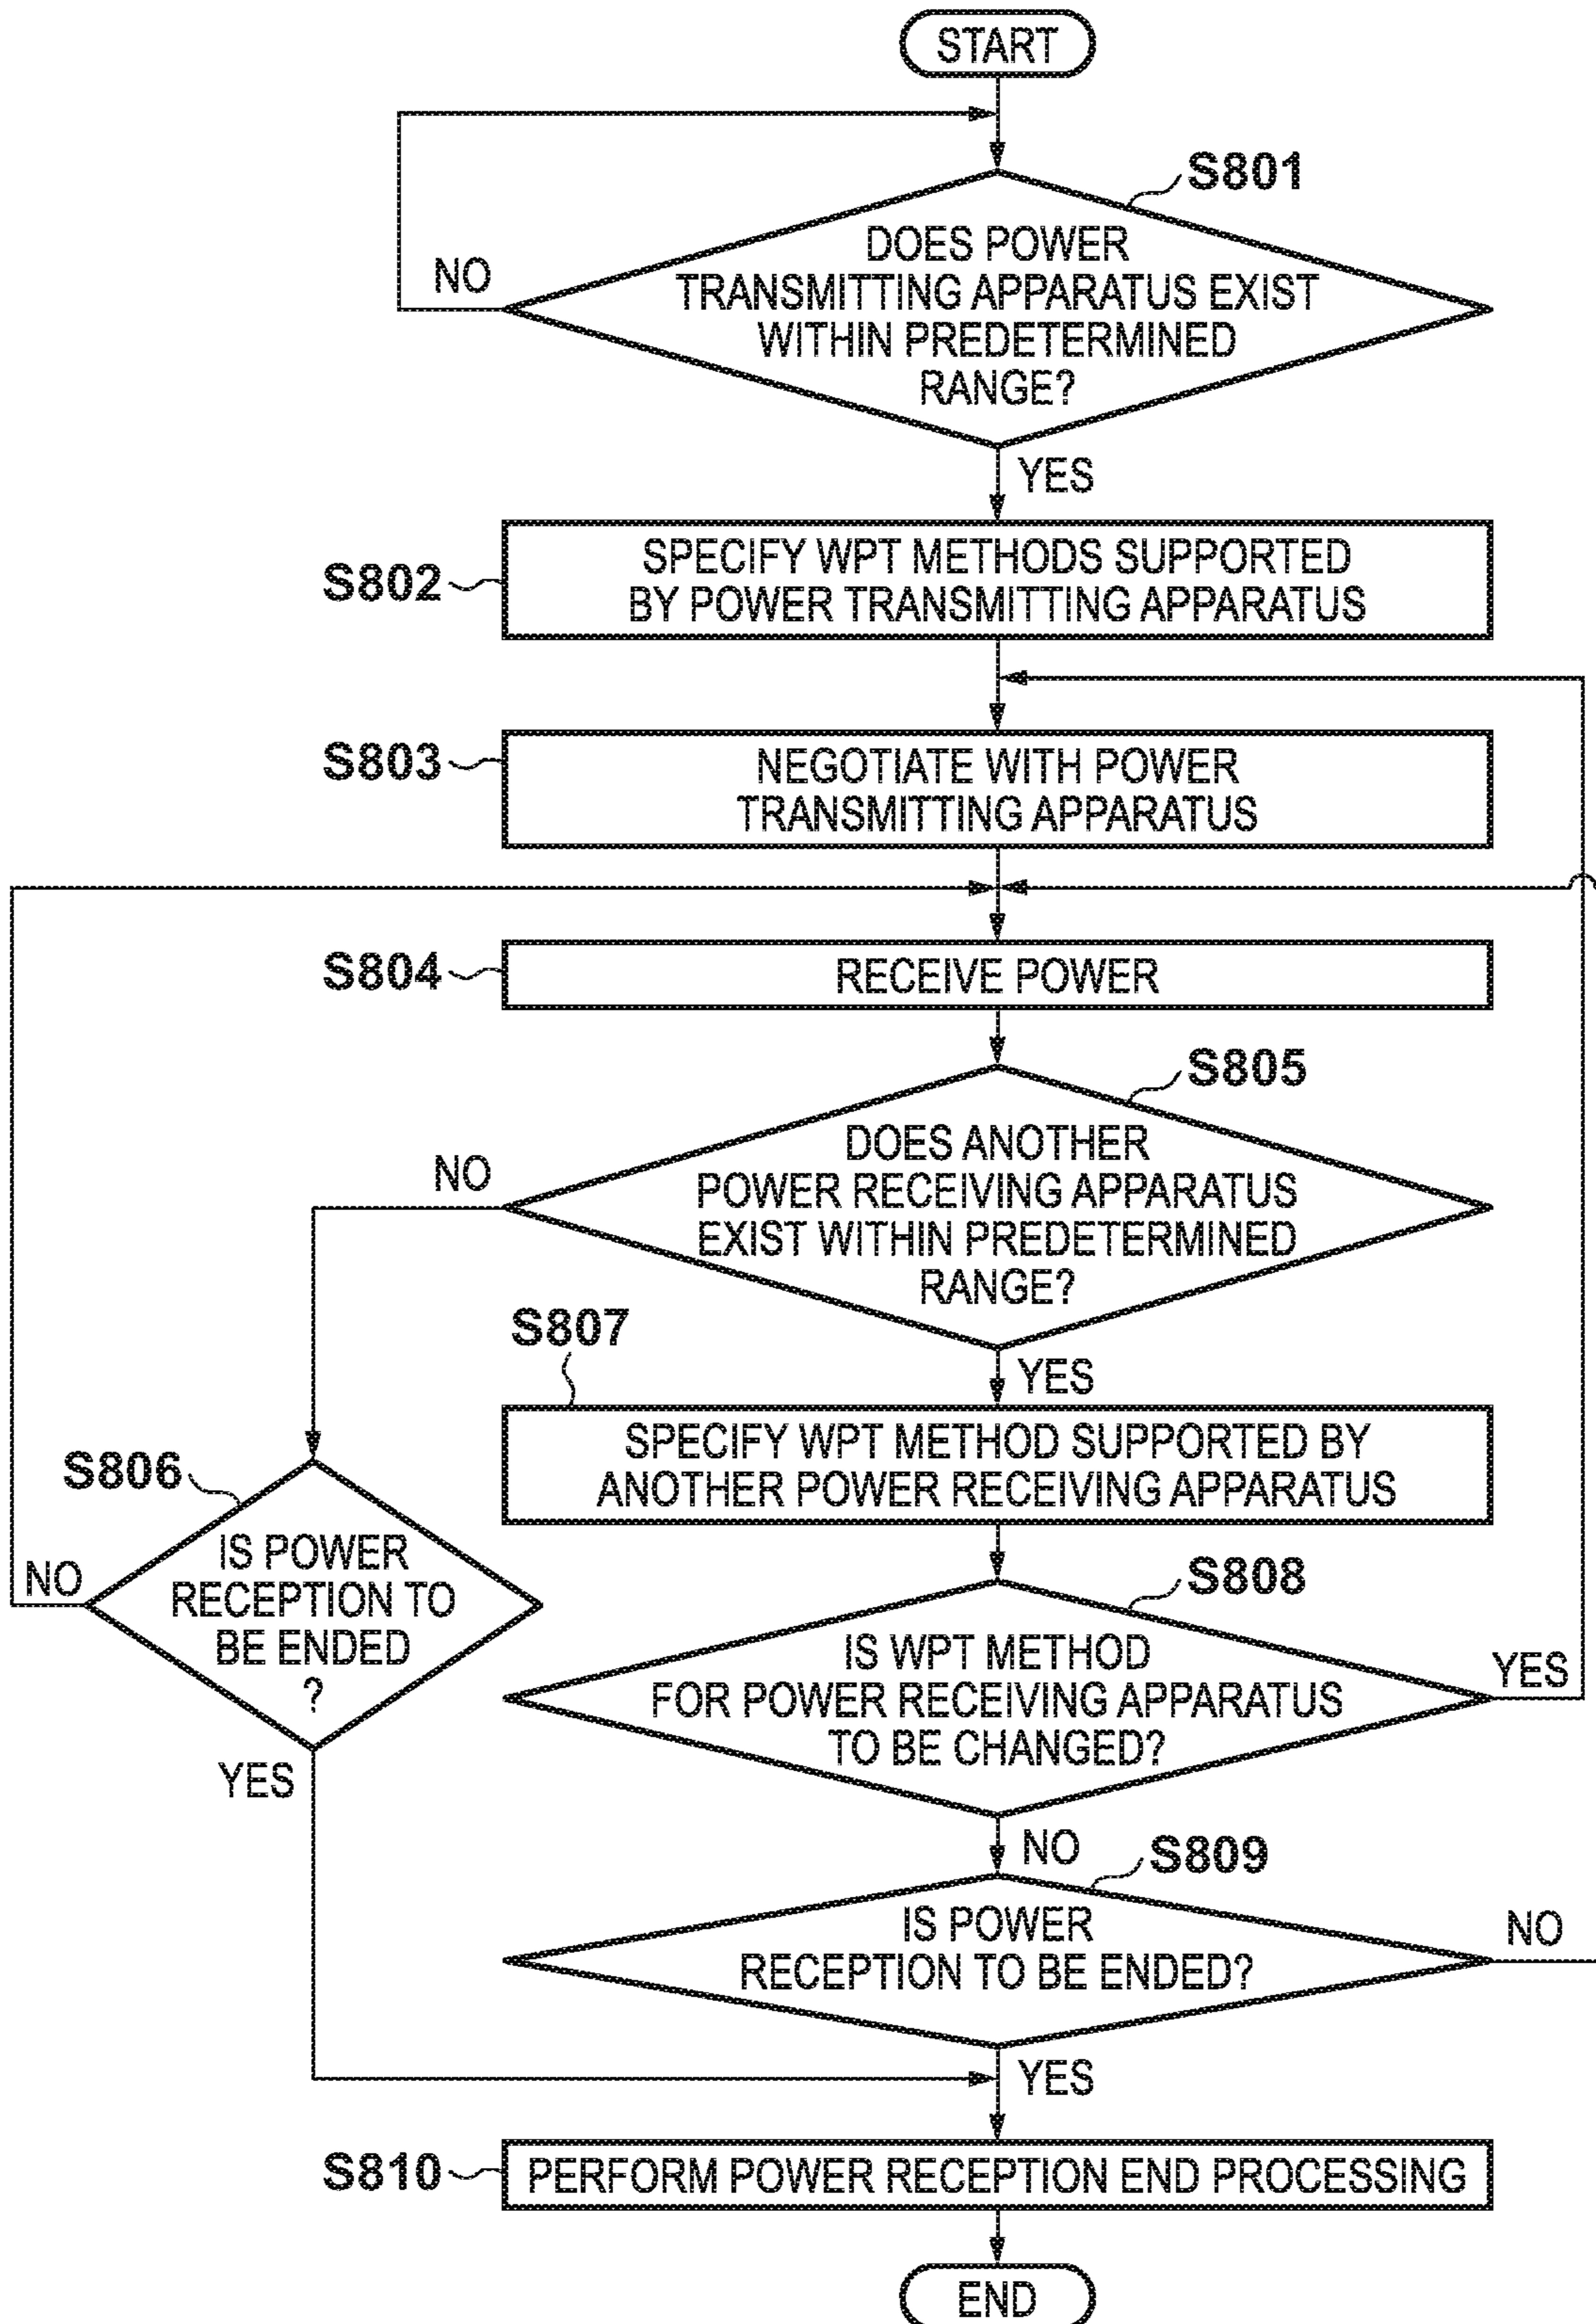 START
S801
DOES POWER
TRANSMITTING APPARATUS EXIST
WITHIN PREDETERMINED
RANGE?
NO
YES
S802
SPECIFY WPT METHODS SUPPORTED
BY POWER TRANSMITTING APPARATUS
S803
NEGOTIATE WITH POWER
TRANSMITTING APPARATUS
S804
RECEIVE POWER
S805
DOES ANOTHER
POWER RECEIVING APPARATUS
EXIST WITHIN PREDETERMINED
RANGE?
NO
YES
S806
IS POWER
RECEPTION TO
BE ENDED
?
NO
YES
S807
SPECIFY WPT METHOD SUPPORTED BY
ANOTHER POWER RECEIVING APPARATUS
S808
IS WPT METHOD
FOR POWER RECEIVING APPARATUS
TO BE CHANGED?
YES
NO
S809
IS POWER
RECEPTION TO BE ENDED?
NO
YES
S810
PERFORM POWER RECEPTION END PROCESSING
END